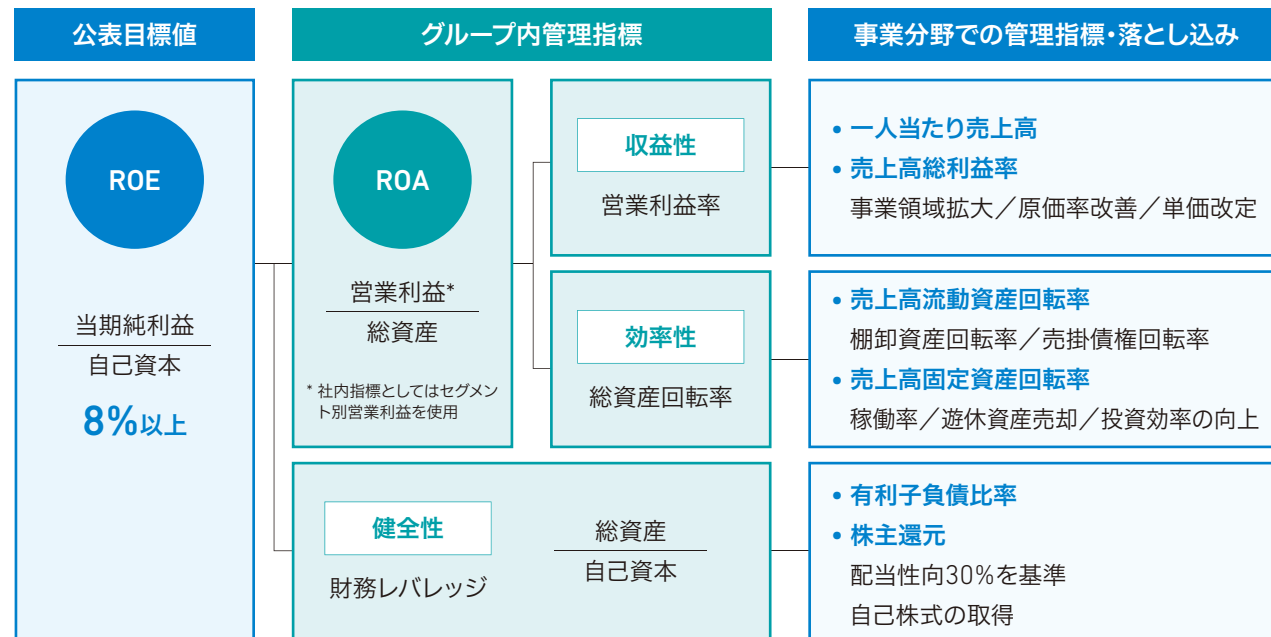 公表目標値
グループ内管理指標
事業分野での管理指標・落とし込み
ROE
当期純利益
自己資本
8%以上
ROA
営業利益*
総資産
* 社内指標としてはセグメン
ト別営業利益を使用
収益性
営業利益率
効率性
総資産回転率
健全性
財務レバレッジ
総資産
自己資本
• 一人当たり売上高
• 売上高総利益率
事業領域拡大／原価率改善／単価改定
• 売上高流動資産回転率
棚卸資産回転率／売掛債権回転率
• 売上高固定資産回転率
稼働率／遊休資産売却／投資効率の向上
• 有利子負債比率
• 株主還元
配当性向30%を基準
自己株式の取得